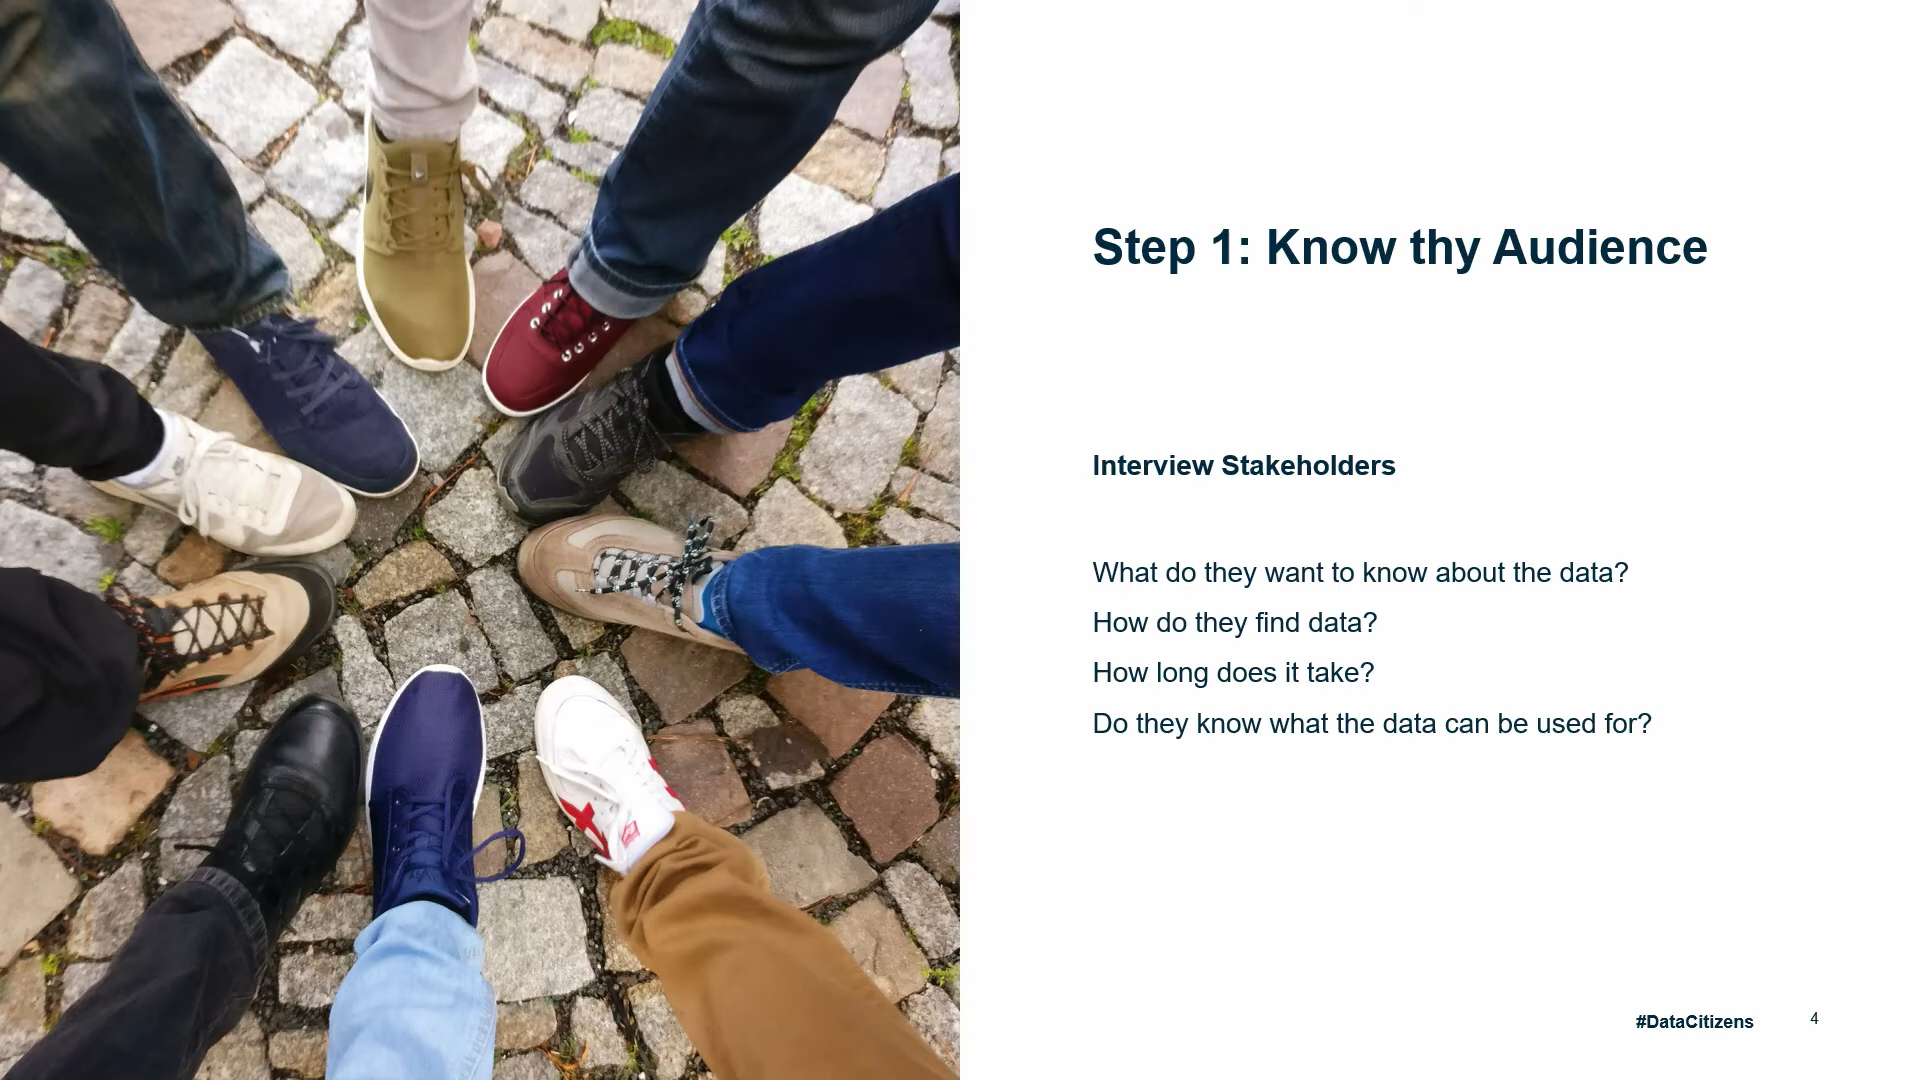 Step 1: Know thy Audience
Interview Stakeholders
What do they want to know about the data?
How do they find data?
How long does it take?
Do they know what the data can be used for?
#DataCitizens
4